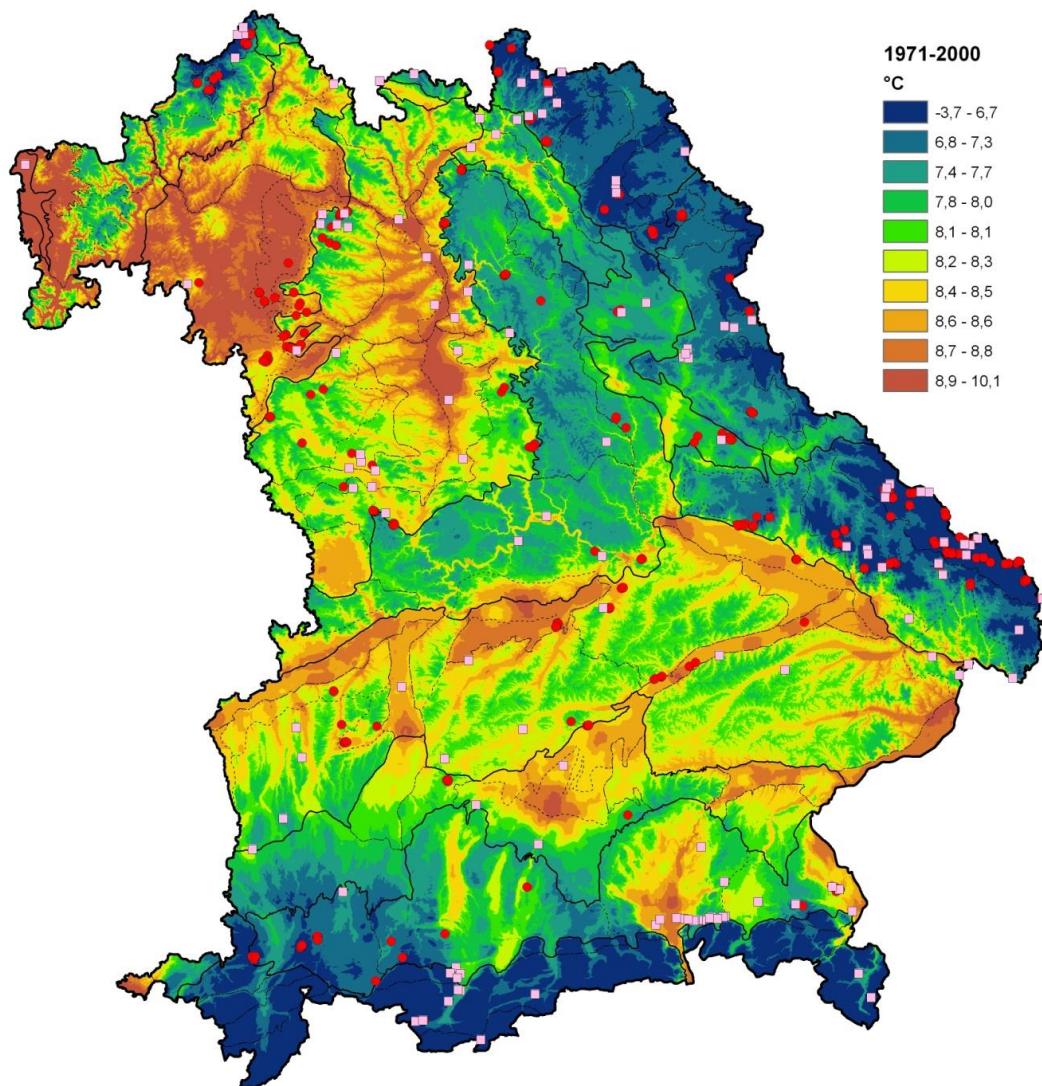 1971-2000
°C
-3,7 - 6,7
6.8 - 7,3
7,4 - 7,7
7,8 - 8,0
8,1 - 8,1
8,2 - 8,3
8,4 - 8,5
8,6 - 8,6
8,7 - 8,8
8,9 - 10,1